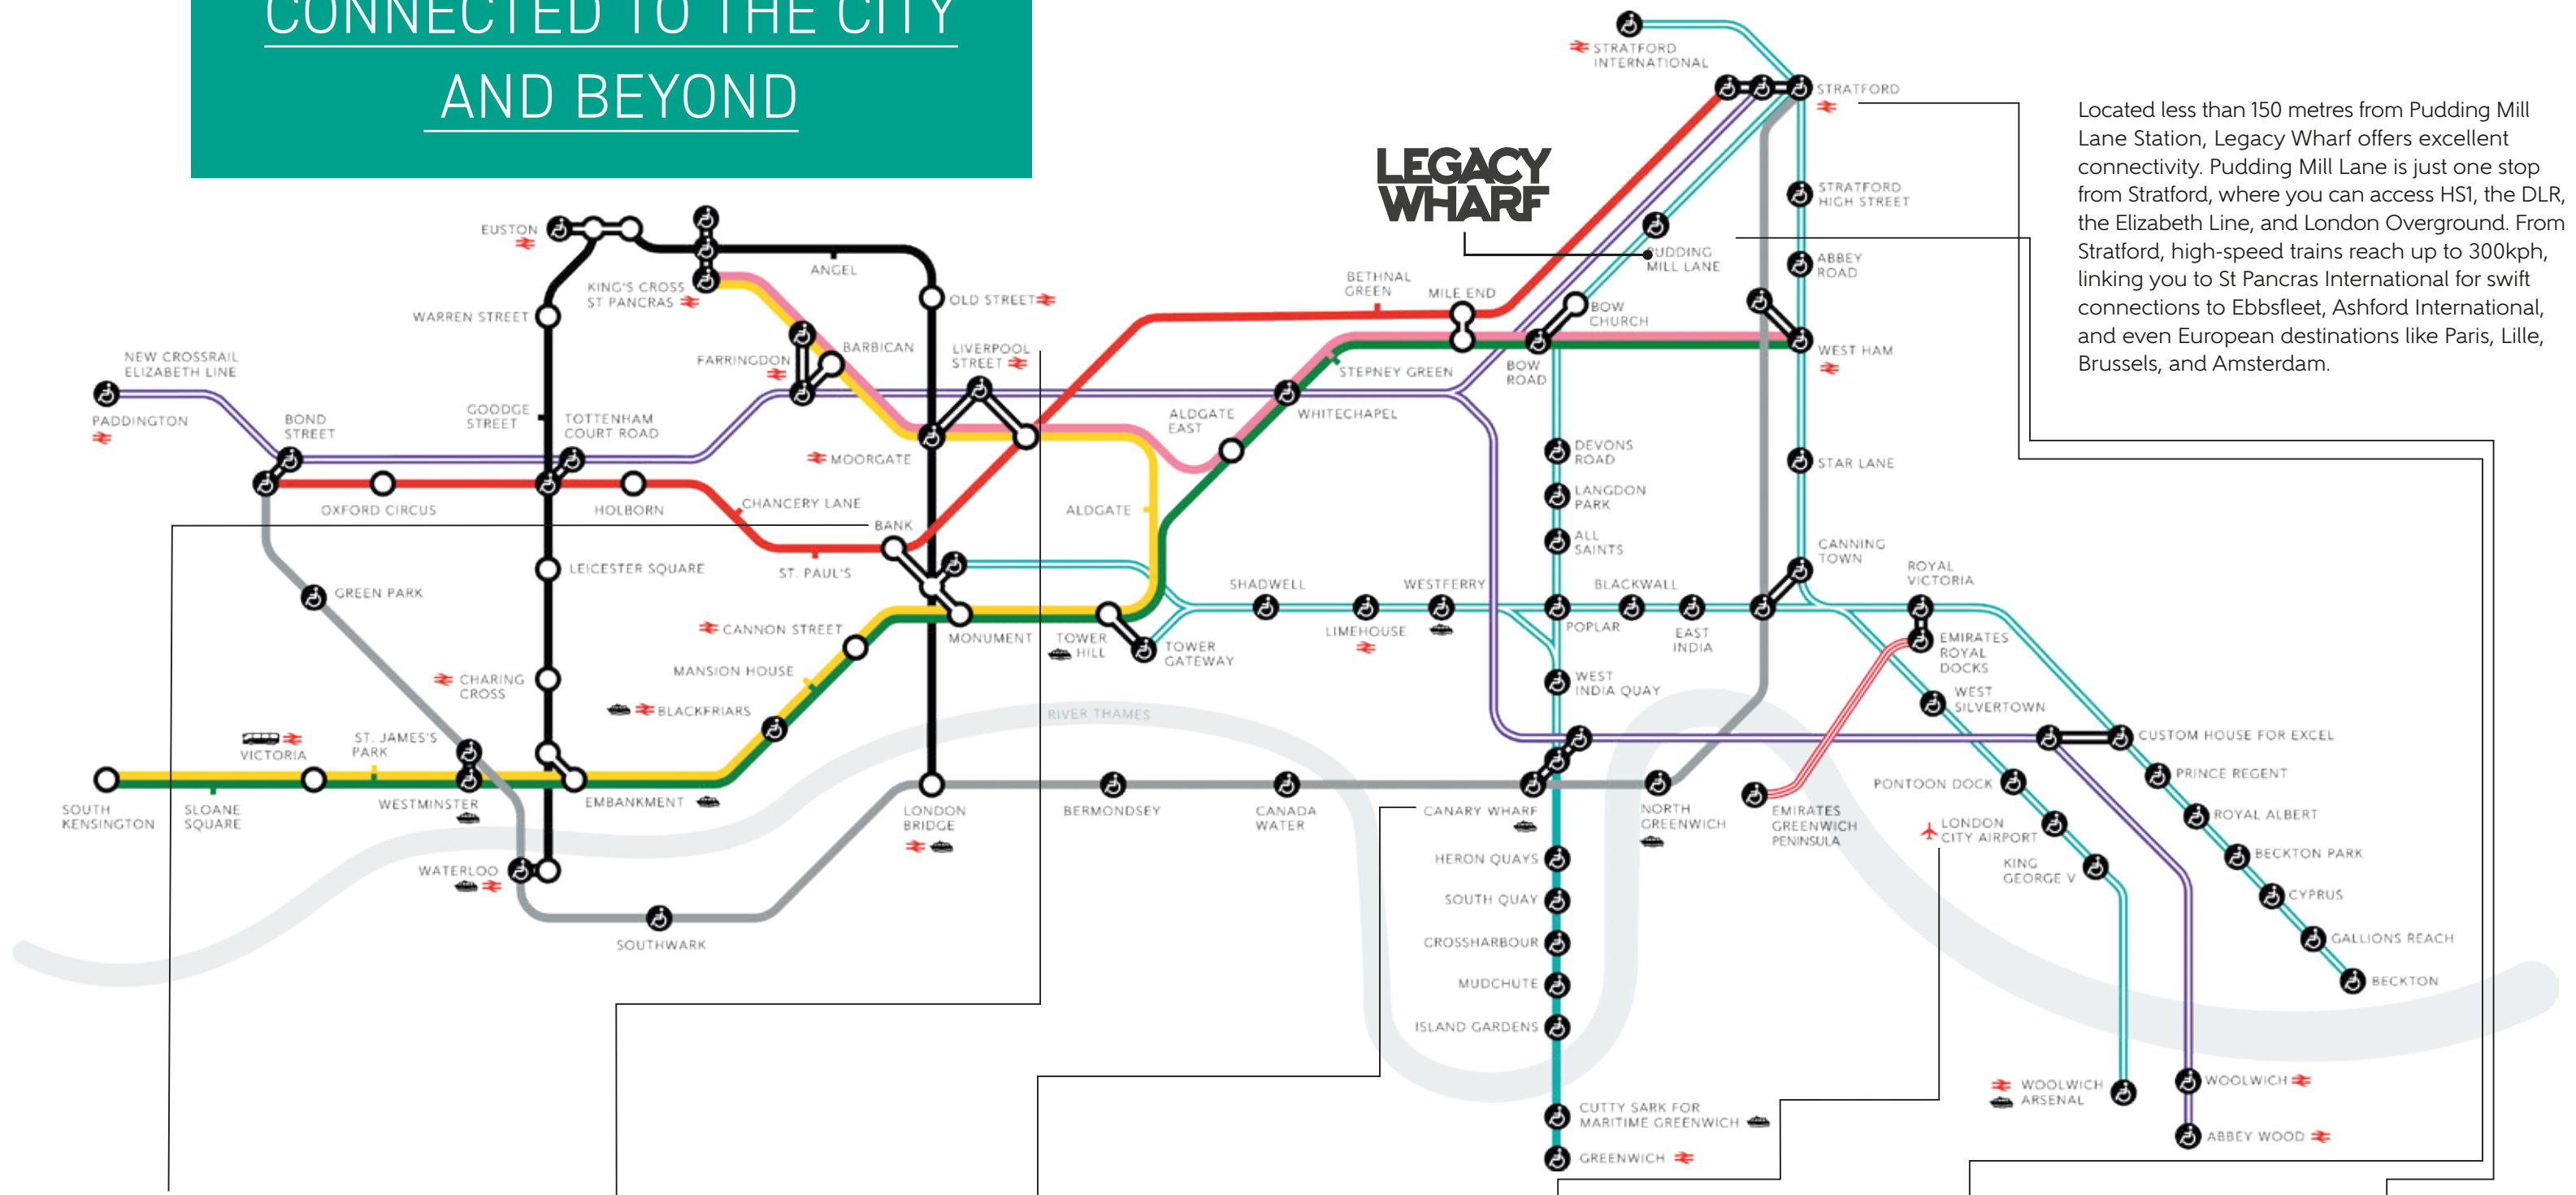 CONNECTED TO THE CITY
AND BEYOND
STRATFORD
INTERNATIONAL
STRATFORD
Located less than 150 metres from Pudding Mill
Lane Station, Legacy Wharf offers excellent
connectivity. Pudding Mill Lane is just one stop
from Stratford, where you can access HS1, the DLR,
the Elizabeth Line, and London Overground. From
Stratford, high-speed trains reach up to 300kph,
linking you to St Pancras International for swift
connections to Ebbsfleet, Ashford International,
and even European destinations like Paris, Lille,
Brussels, and Amsterdam.
LEGACY
WHARF
STRATFORD
HIGH STREET
EUSTON
ANGEL
PUDDING
MILL LANE
ABBEY
ROAD
KING'S CROSS
ST PANCRAS
OLD STREET
BETHNAL
GREEN
MILE END
BOW
CHURCH
WARREN STREET
NEW CROSSRAIL
ELIZABETH LINE
FARRINGDON
BARBICAN
LIVERPOOL
STREET
STEPNEY GREEN
BOW
ROAD
WEST HAM
PADDINGTON
BOND
STREET
GOODGE
STREET
TOTTENHAM
COURT ROAD
MOORGATE
ALDGATE
EAST
WHITECHAPEL
DEVONS
ROAD
STAR LANE
OXFORD CIRCUS
HOLBORN
CHANCERY LANE
BANK
ALDGATE
LANGDON
PARK
ALL
SAINTS
CANNING
TOWN
ST. PAUL'S
LEICESTER SQUARE
GREEN PARK
SHADWELL
WESTFERRY
BLACKWALL
ROYAL
VICTORIA
CANNON STREET
MONUMENT
TOWER
HILL
TOWER
GATEWAY
LIMEHOUSE
POPLAR
EAST
INDIA
EMIRATES
ROYAL
DOCKS
MANSION HOUSE
CHARING
CROSS
WEST
INDIA QUAY
WEST
SILVERTOWN
BLACKFRIARS
RIVER THAMES
VICTORIA
ST. JAMES'S
PARK
CUSTOM HOUSE FOR EXCEL
PRINCE REGENT
SOUTH
KENSINGTON
SLOANE
SQUARE
WESTMINSTER
EMBANKMENT
LONDON
BRIDGE
BERMONDSEY
CANADA
WATER
CANARY WHARF
NORTH
GREENWICH
EMIRATES
GREENWICH
PENINSULA
PONTOON DOCK
LONDON
CITY AIRPORT
ROYAL ALBERT
WATERLOO
HERON QUAYS
KING
GEORGE V
BECKTON PARK
SOUTH QUAY
CYPRUS
SOUTHWARK
CROSSHARBOUR
GALLIONS REACH
MUDCHUTE
BECKTON
ISLAND GARDENS
WOOLWICH
ARSENAL
WOOLWICH
CUTTY SARK FOR
MARITIME GREENWICH
ABBEY WOOD
GREENWICH